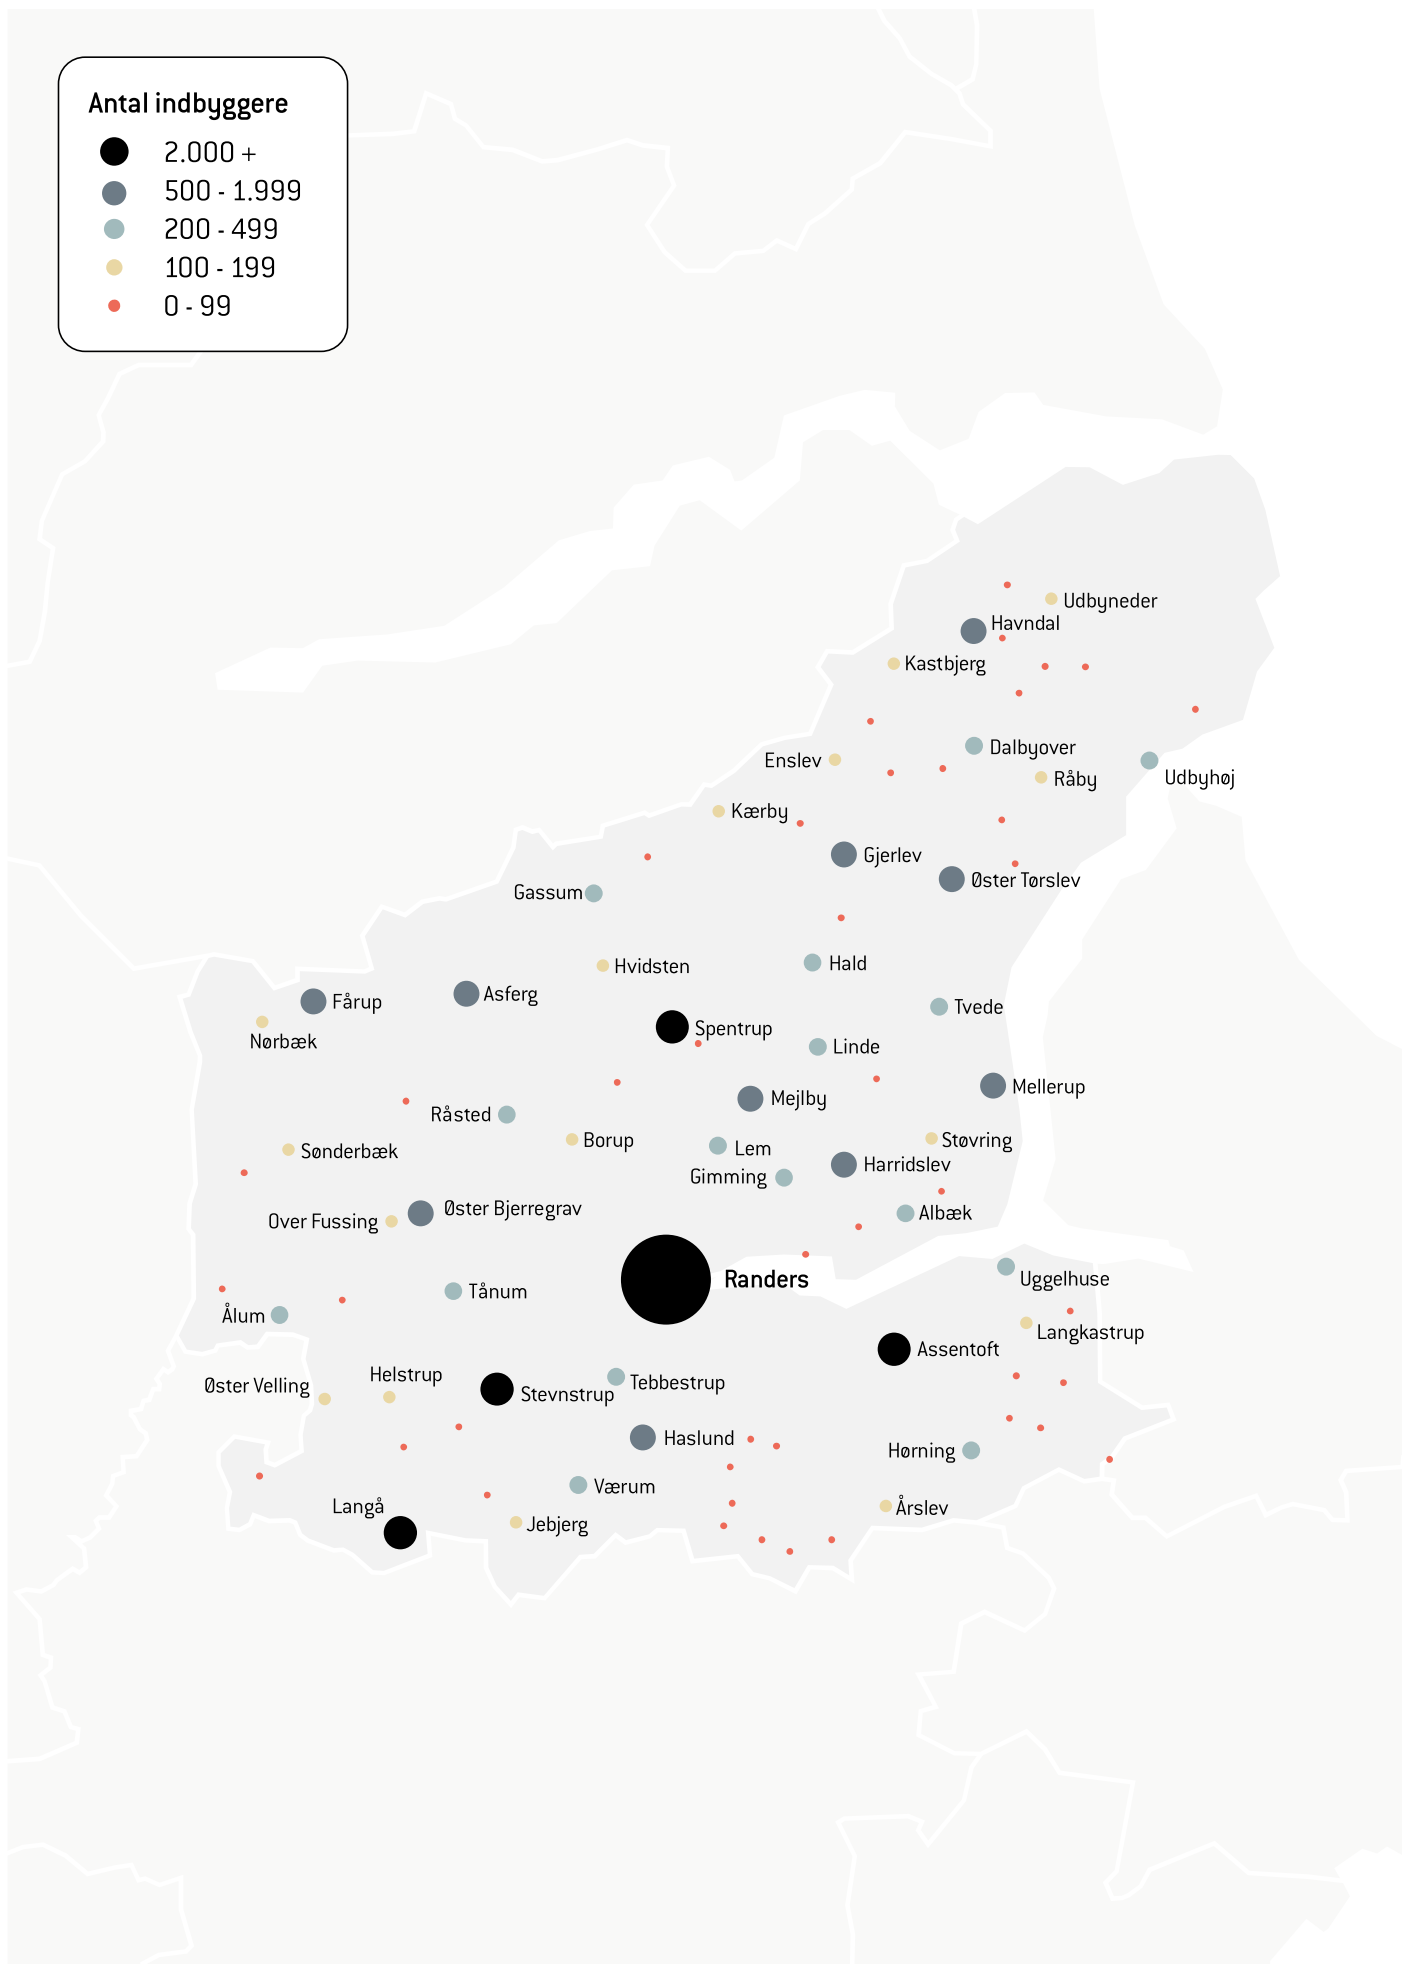 Antal indbyggere
2.000 +
500 - 1.999
200 - 499
100 - 199
0 - 99
Udbyneder
Havndal
Kastbjerg
Dalbyover
Enslev
Råby
Udbyhøj
Kærby
Gjerlev
Øster Tørslev
Gassum
Hald
Hvidsten
Asferg
Fårup
Tvede
Spentrup
Nørbæk
Linde
Mellerup
Mejlby
Råsted
Borup
Støvring
Lem
Sønderbæk
Harridslev
Gimming
Øster Bjerregrav
Albæk
Over Fussing
Uggelhuse
Randers
Tånum
Ålum
Langkastrup
Assentoft
Helstrup
Tebbestrup
Øster Velling
Stevnstrup
Haslund
Hørning
Værum
Langå
Årslev
Jebjerg